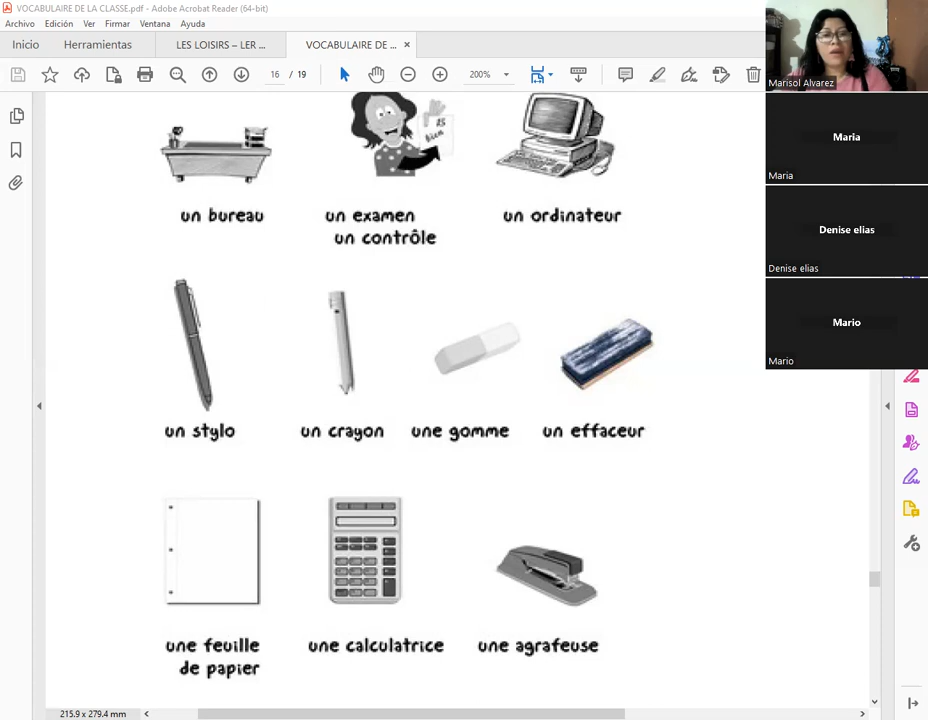 VOCABULAIRE DE LA CLASSE.pdf - Adobe Acrobat Reader (64-bit)
Archivo Edición Ver Firmar Ventana Ayuda
Inicio Herramientas LES LOISIRS – LER ... VOCABULAIRE DE ... ×
16 / 19 200%
AS
bien
un bureau un examen un ordinateur
un contrôle
un stylo un crayon une gomme un effaceur
une feuille une calculatrice une agrafeuse
de papier
215.9 x 279.4 mm
Marisol Alvarez
Maria
Maria
Denise elias
Denise elias
Mario
Mario